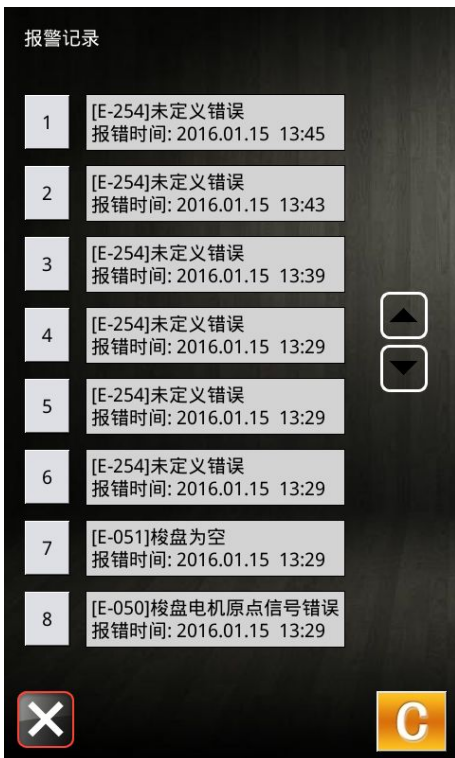 报警记录
1
[E-254]未定义错误
报错时间: 2016.01.15 13:45
2
[E-254]未定义错误
报错时间: 2016.01.15 13:43
3
[E-254]未定义错误
报错时间: 2016.01.15 13:39
4
[E-254]未定义错误
报错时间: 2016.01.15 13:29
5
[E-254]未定义错误
报错时间: 2016.01.15 13:29
6
[E-254]未定义错误
报错时间: 2016.01.15 13:29
7
[E-051]梭盘为空
报错时间: 2016.01.15 13:29
8
[E-050]梭盘电机原点信号错误
报错时间: 2016.01.15 13:29
C